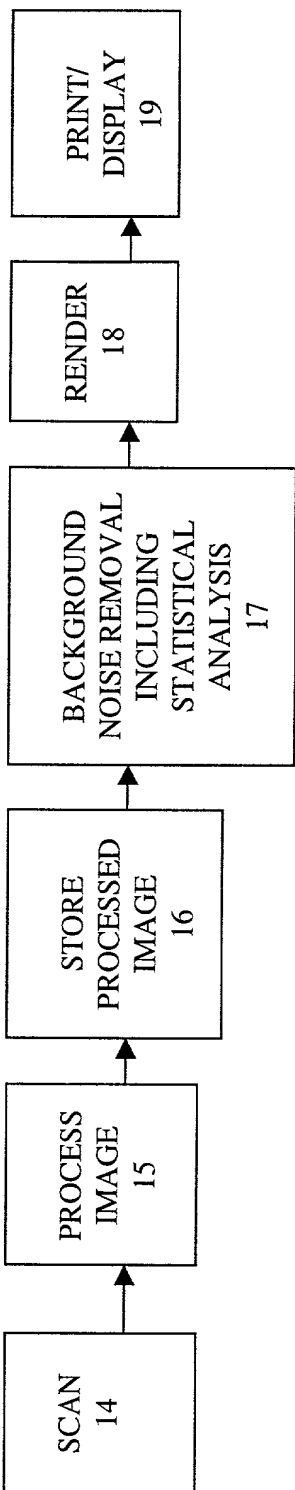 SCAN
14
PROCESS
IMAGE
15
STORE
PROCESSED
IMAGE
16
BACKGROUND
NOISE REMOVAL
INCLUDING
STATISTICAL
ANALYSIS
17
RENDER
18
PRINT/
DISPLAY
19